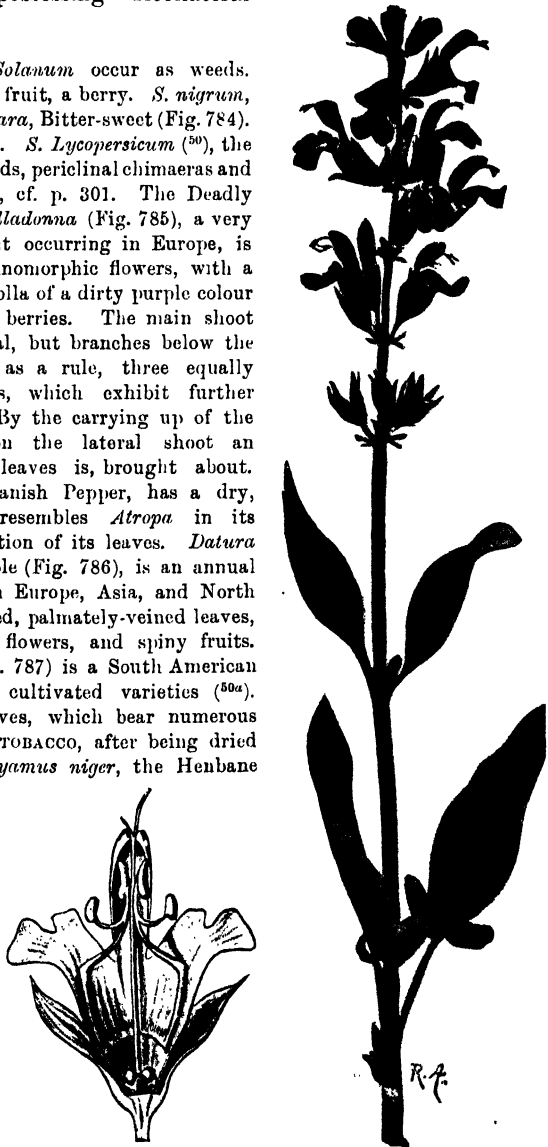 Solanum occur as weeds.
fruit, a berry. S. nigrum,
ara, Bitter-sweet (Fig. 784).
. S. Lycopersicum (⁵⁰), the
ds, periclinal chimaeras and
, cf. p. 301. The Deadly
lladonna (Fig. 785), a very
t occurring in Europe, is
inomorphic flowers, with a
olla of a dirty purple colour
berries. The main shoot
al, but branches below the
as a rule, three equally
s, which exhibit further
By the carrying up of the
n the lateral shoot an
leaves is, brought about.
anish Pepper, has a dry,
resembles Atropa in its
tion of its leaves. Datura
le (Fig. 786), is an annual
n Europe, Asia, and North
ed, palmately-veined leaves,
flowers, and spiny fruits.
. 787) is a South American
cultivated varieties (⁵⁰ᵃ).
ves, which bear numerous
TOBACCO, after being dried
yamus niger, the Henbane
R.A.